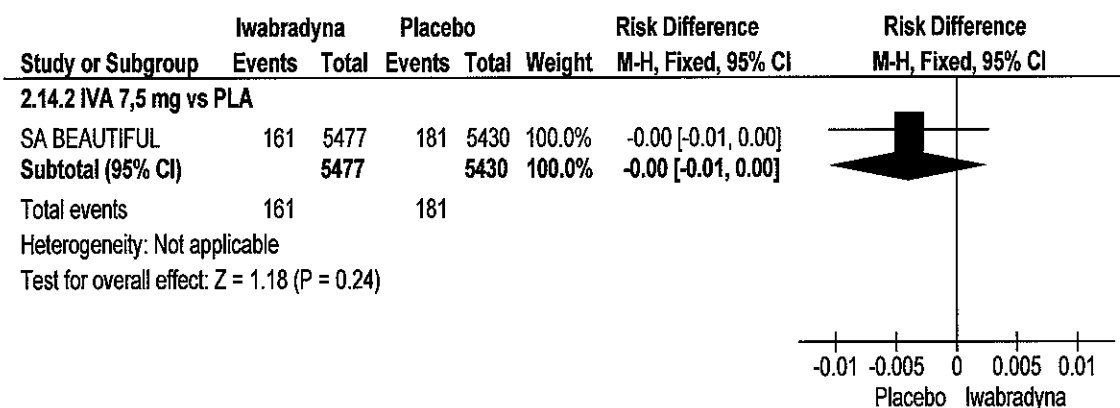 Iwabradyna Placebo Risk Difference Risk Difference
Study or Subgroup Events Total Events Total Weight M-H, Fixed, 95% CI M-H, Fixed, 95% CI
2.14.2 IVA 7,5 mg vs PLA
SA BEAUTIFUL 161 5477 181 5430 100.0% -0.00 [-0.01, 0.00]
Subtotal (95% CI) 5477 5430 100.0% -0.00 [-0.01, 0.00]
Total events 161 181
Heterogeneity: Not applicable
Test for overall effect: Z = 1.18 (P = 0.24)
-0.01 -0.005 0 0.005 0.01
Placebo Iwabradyna